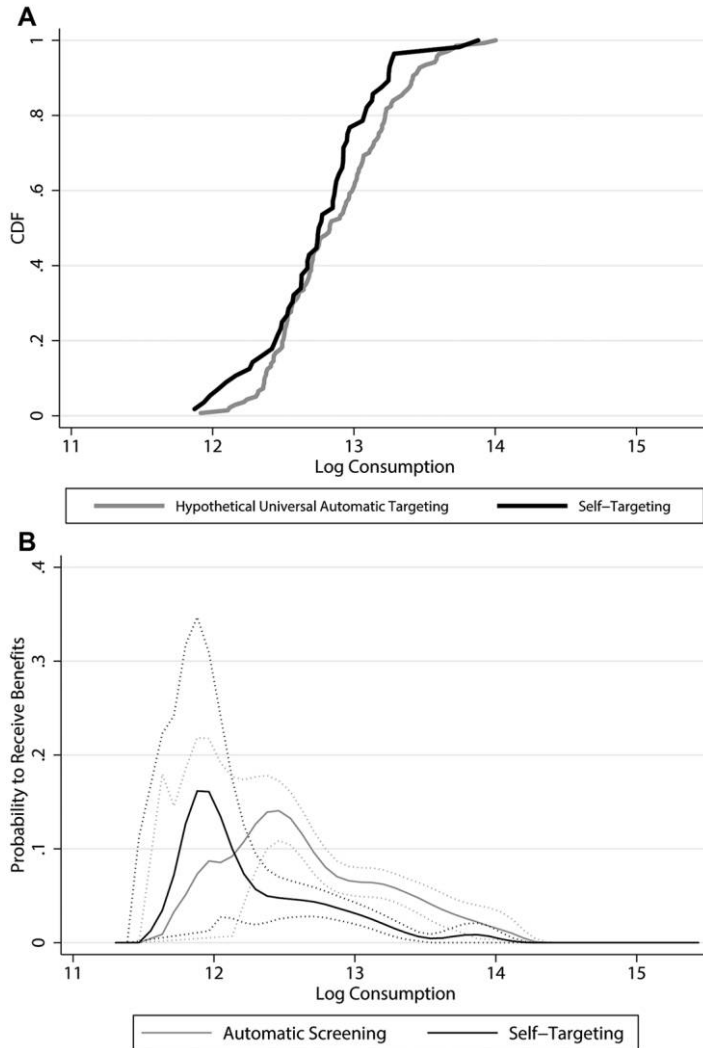 A
1
.8
.6
.4
.2
0
CDF
11 12 13 14 15
Log Consumption
Hypothetical Universal Automatic Targeting Self−Targeting
B
.4
.3
.2
.1
0
Probability to Receive Benefits
11 12 13 14 15
Log Consumption
Automatic Screening Self−Targeting